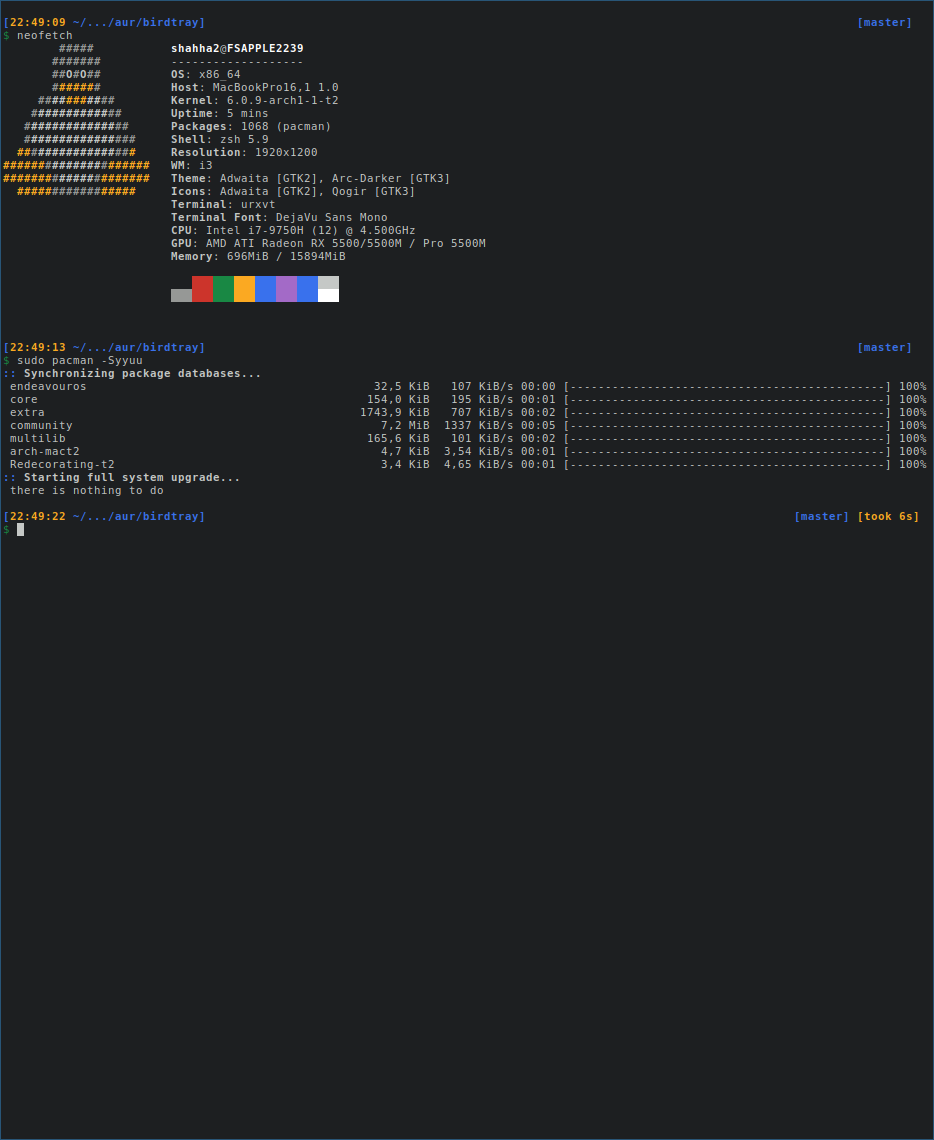 [22:49:09 ~/.../aur/birdtray] [master]
$ neofetch
##### shahha2@FSAPPLE2239
####### -------------------
##O#O## OS: x86_64
####### Host: MacBookPro16,1 1.0
########### Kernel: 6.0.9-arch1-1-t2
############# Uptime: 5 mins
############### Packages: 1068 (pacman)
################ Shell: zsh 5.9
################# Resolution: 1920x1200
##################### WM: i3
##################### Theme: Adwaita [GTK2], Arc-Darker [GTK3]
################# Icons: Adwaita [GTK2], Qogir [GTK3]
Terminal: urxvt
Terminal Font: DejaVu Sans Mono
CPU: Intel i7-9750H (12) @ 4.500GHz
GPU: AMD ATI Radeon RX 5500/5500M / Pro 5500M
Memory: 696MiB / 15894MiB
[22:49:13 ~/.../aur/birdtray] [master]
$ sudo pacman -Syyuu
:: Synchronizing package databases...
endeavouros 32,5 KiB 107 KiB/s 00:00 [---------------------------------------------] 100%
core 154,0 KiB 195 KiB/s 00:01 [---------------------------------------------] 100%
extra 1743,9 KiB 707 KiB/s 00:02 [---------------------------------------------] 100%
community 7,2 MiB 1337 KiB/s 00:05 [---------------------------------------------] 100%
multilib 165,6 KiB 101 KiB/s 00:02 [---------------------------------------------] 100%
arch-mact2 4,7 KiB 3,54 KiB/s 00:01 [---------------------------------------------] 100%
Redecorating-t2 3,4 KiB 4,65 KiB/s 00:01 [---------------------------------------------] 100%
:: Starting full system upgrade...
there is nothing to do
[22:49:22 ~/.../aur/birdtray] [master] [took 6s]
$